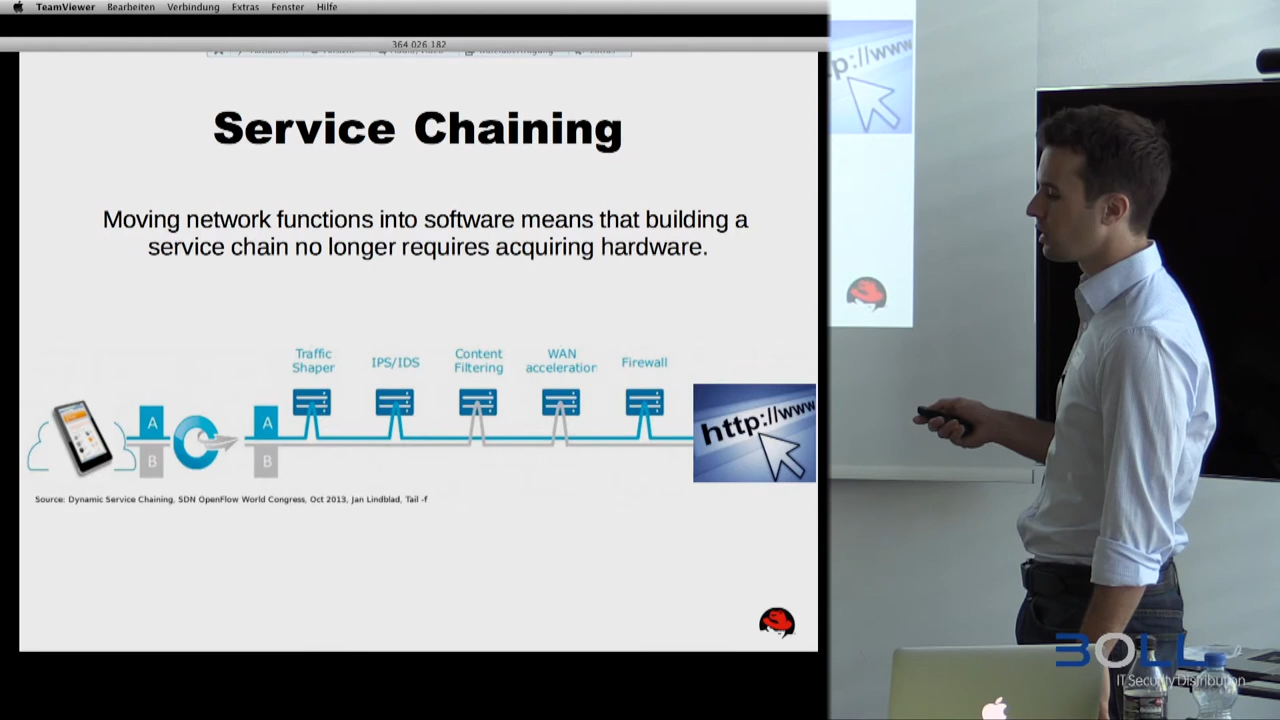 TeamViewer Bearbeiten Verbindung Extras Fenster Hilfe
364 026 182
Service Chaining
Moving network functions into software means that building a
service chain no longer requires acquiring hardware.
Traffic
Shaper
IPS/IDS
Content
Filtering
WAN
acceleration
Firewall
A
B
A
B
http://www
Source: Dynamic Service Chaining, SDN OpenFlow World Congress, Oct 2013, Jan Lindblad, Tail -f
p://www
BOLL
IT Security Distribution